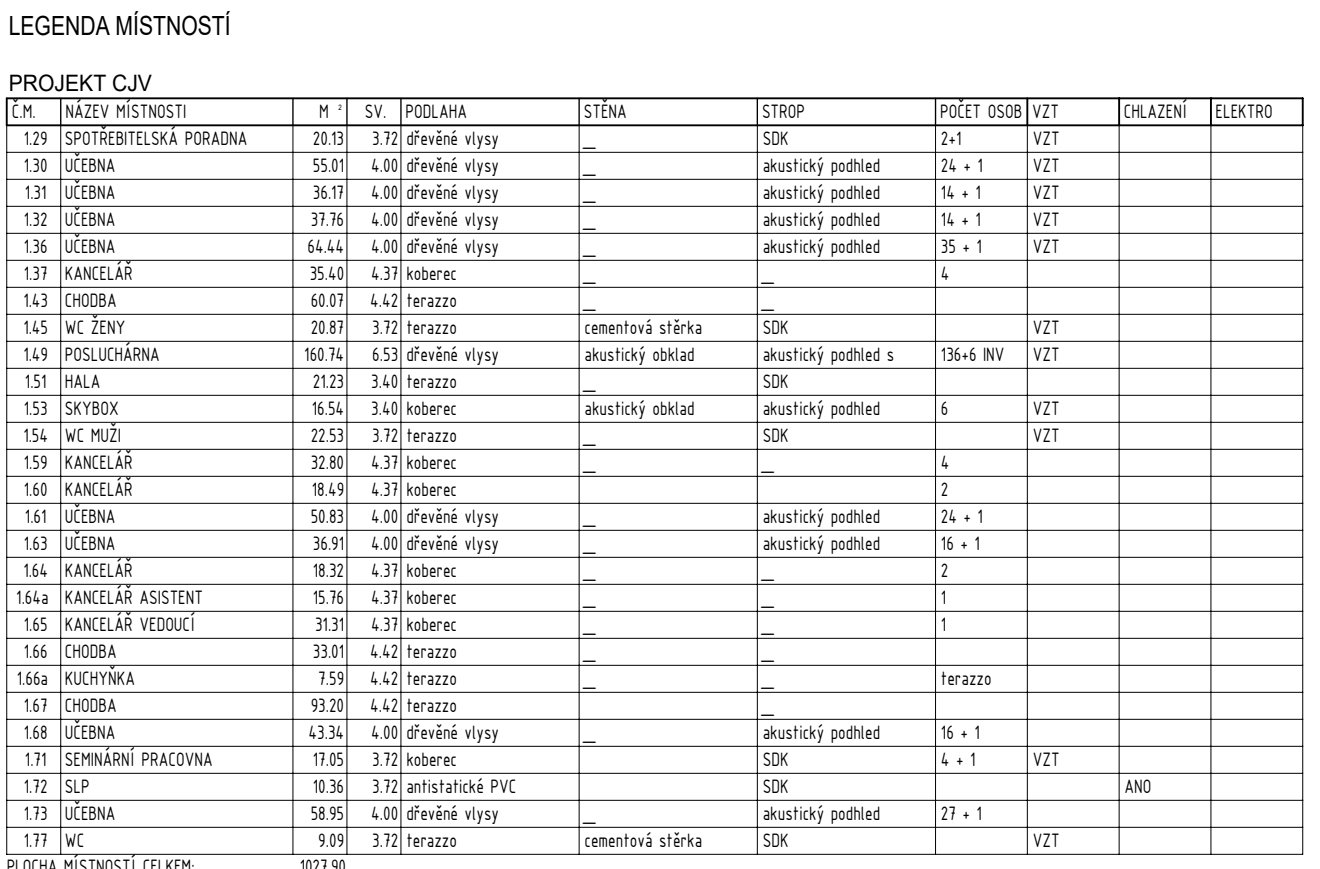 LEGENDA MÍSTNOSTÍ
PROJEKT CJV
Č.M. NÁZEV MÍSTNOSTI M ² SV. PODLAHA STĚNA STROP POČET OSOB VZT CHLAZENÍ ELEKTRO
1.29 SPOTŘEBITELSKÁ PORADNA 20.13 3.72 dřevěné vlysy _ SDK 2+1 VZT
1.30 UČEBNA 55.01 4.00 dřevěné vlysy _ akustický podhled 24 + 1 VZT
1.31 UČEBNA 36.17 4.00 dřevěné vlysy _ akustický podhled 14 + 1 VZT
1.32 UČEBNA 37.76 4.00 dřevěné vlysy _ akustický podhled 14 + 1 VZT
1.36 UČEBNA 64.44 4.00 dřevěné vlysy _ akustický podhled 35 + 1 VZT
1.37 KANCELÁŘ 35.40 4.37 koberec _ _ 4
1.43 CHODBA 60.07 4.42 terazzo _ _
1.45 WC ŽENY 20.87 3.72 terazzo cementová stěrka SDK VZT
1.49 POSLUCHÁRNA 160.74 6.53 dřevěné vlysy akustický obklad akustický podhled s 136+6 INV VZT
1.51 HALA 21.23 3.40 terazzo _ SDK
1.53 SKYBOX 16.54 3.40 koberec akustický obklad akustický podhled 6 VZT
1.54 WC MUŽI 22.53 3.72 terazzo _ SDK VZT
1.59 KANCELÁŘ 32.80 4.37 koberec _ _ 4
1.60 KANCELÁŘ 18.49 4.37 koberec 2
1.61 UČEBNA 50.83 4.00 dřevěné vlysy _ akustický podhled 24 + 1
1.63 UČEBNA 36.91 4.00 dřevěné vlysy _ akustický podhled 16 + 1
1.64 KANCELÁŘ 18.32 4.37 koberec _ _ 2
1.64a KANCELÁŘ ASISTENT 15.76 4.37 koberec _ _ 1
1.65 KANCELÁŘ VEDOUCÍ 31.31 4.37 koberec _ _ 1
1.66 CHODBA 33.01 4.42 terazzo _ _
1.66a KUCHYŇKA 7.59 4.42 terazzo _ _ terazzo
1.67 CHODBA 93.20 4.42 terazzo _
1.68 UČEBNA 43.34 4.00 dřevěné vlysy _ akustický podhled 16 + 1
1.71 SEMINÁRNÍ PRACOVNA 17.05 3.72 koberec SDK 4 + 1 VZT
1.72 SLP 10.36 3.72 antistatické PVC SDK ANO
1.73 UČEBNA 58.95 4.00 dřevěné vlysy _ akustický podhled 27 + 1
1.77 WC 9.09 3.72 terazzo cementová stěrka SDK VZT
PLOCHA MÍSTNOSTÍ CELKEM: 1027.90